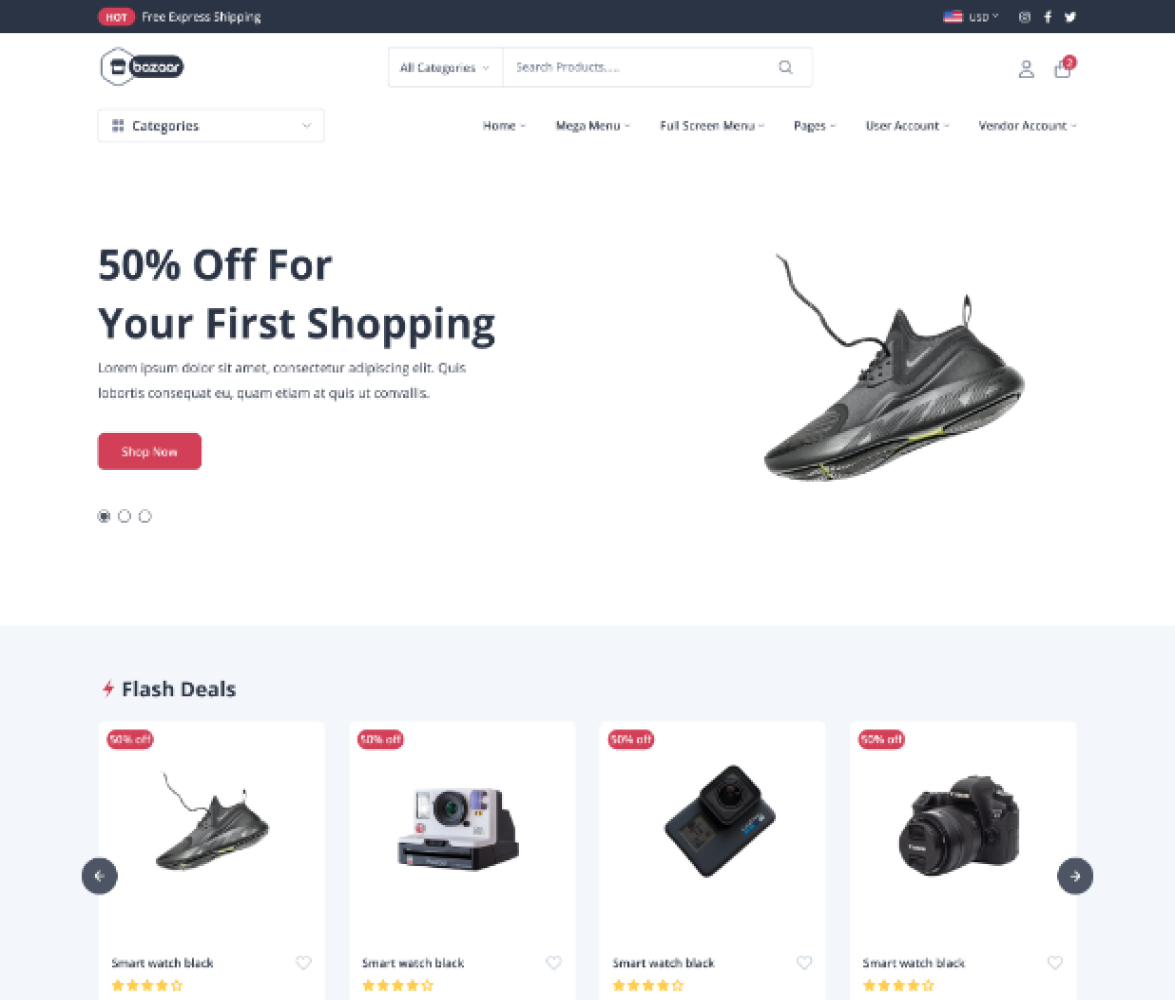 HOT Free Express Shipping
USD
bazaar
All Categories
Search Products.....
2
Categories
Home
Mega Menu
Full Screen Menu
Pages
User Account
Vendor Account
50% Off For
Your First Shopping
Lorem ipsum dolor sit amet, consectetur adipiscing elit. Quis
lobortis consequat eu, quam etiam at quis ut convallis.
Shop Now
Flash Deals
50% off
50% off
50% off
50% off
Canon
Canon
Smart watch black
Smart watch black
Smart watch black
Smart watch black